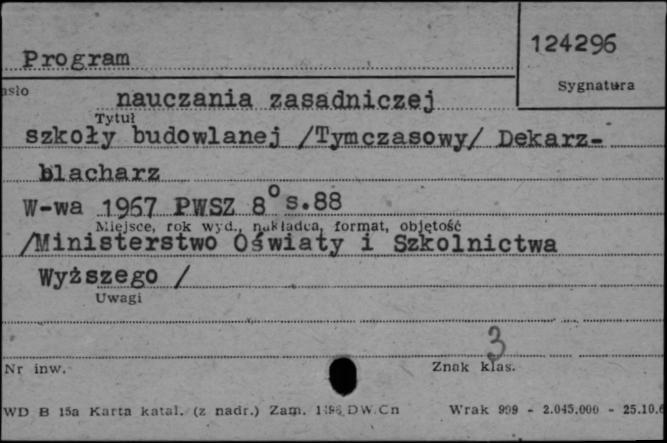 124296
Program
Sygnatura
nauczania zasadniczej
Tytuł
szkoły budowlanej /Tymczasowy/ Dekarz-
blacharz
W-wa 1967 PWSZ 8° s.88
Miejsce, rok wyd., nakładca, format, objętość
/Ministerstwo Oświaty i Szkolnictwa
Wyższego /
Uwagi
3
Nr inw.
Znak klas.
WD B 15a Karta katal. (z nadr.) Zam. DW.Cn Wrak 999 - 2.045.000 - 25.10.6